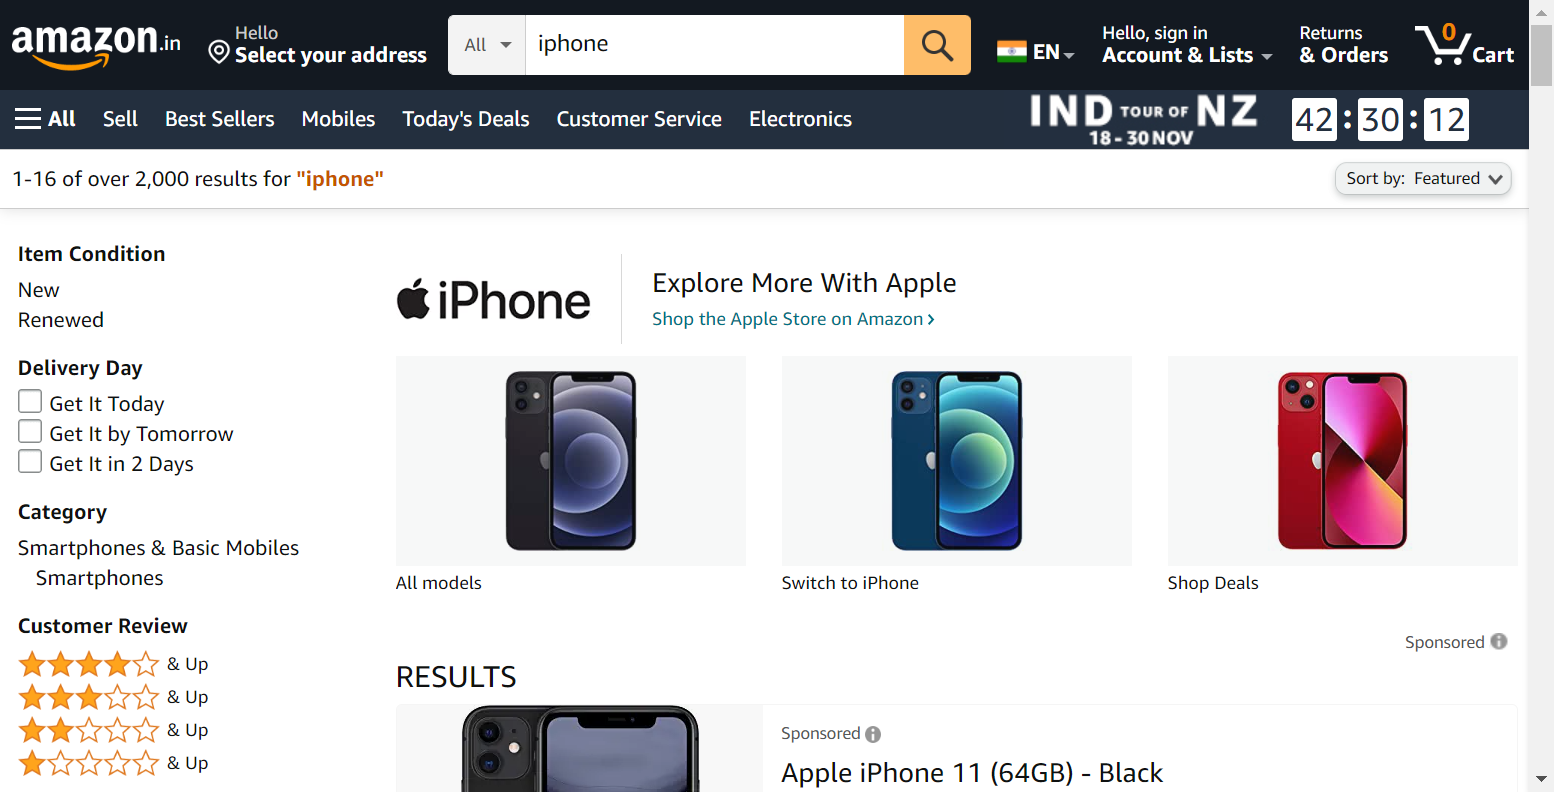 amazon.in
Hello
Select your address
All
iphone
EN
Hello, sign in
Account & Lists
Returns
& Orders
0
Cart
All
Sell
Best Sellers
Mobiles
Today's Deals
Customer Service
Electronics
IND TOUR OF NZ
18 - 30 NOV
42 : 30 : 12
1-16 of over 2,000 results for "iphone"
Sort by: Featured
Item Condition
New
Renewed
Delivery Day
Get It Today
Get It by Tomorrow
Get It in 2 Days
Category
Smartphones & Basic Mobiles
Smartphones
Customer Review
& Up
& Up
& Up
& Up
iPhone
Explore More With Apple
Shop the Apple Store on Amazon ›
All models
Switch to iPhone
Shop Deals
Sponsored
RESULTS
Sponsored
Apple iPhone 11 (64GB) - Black